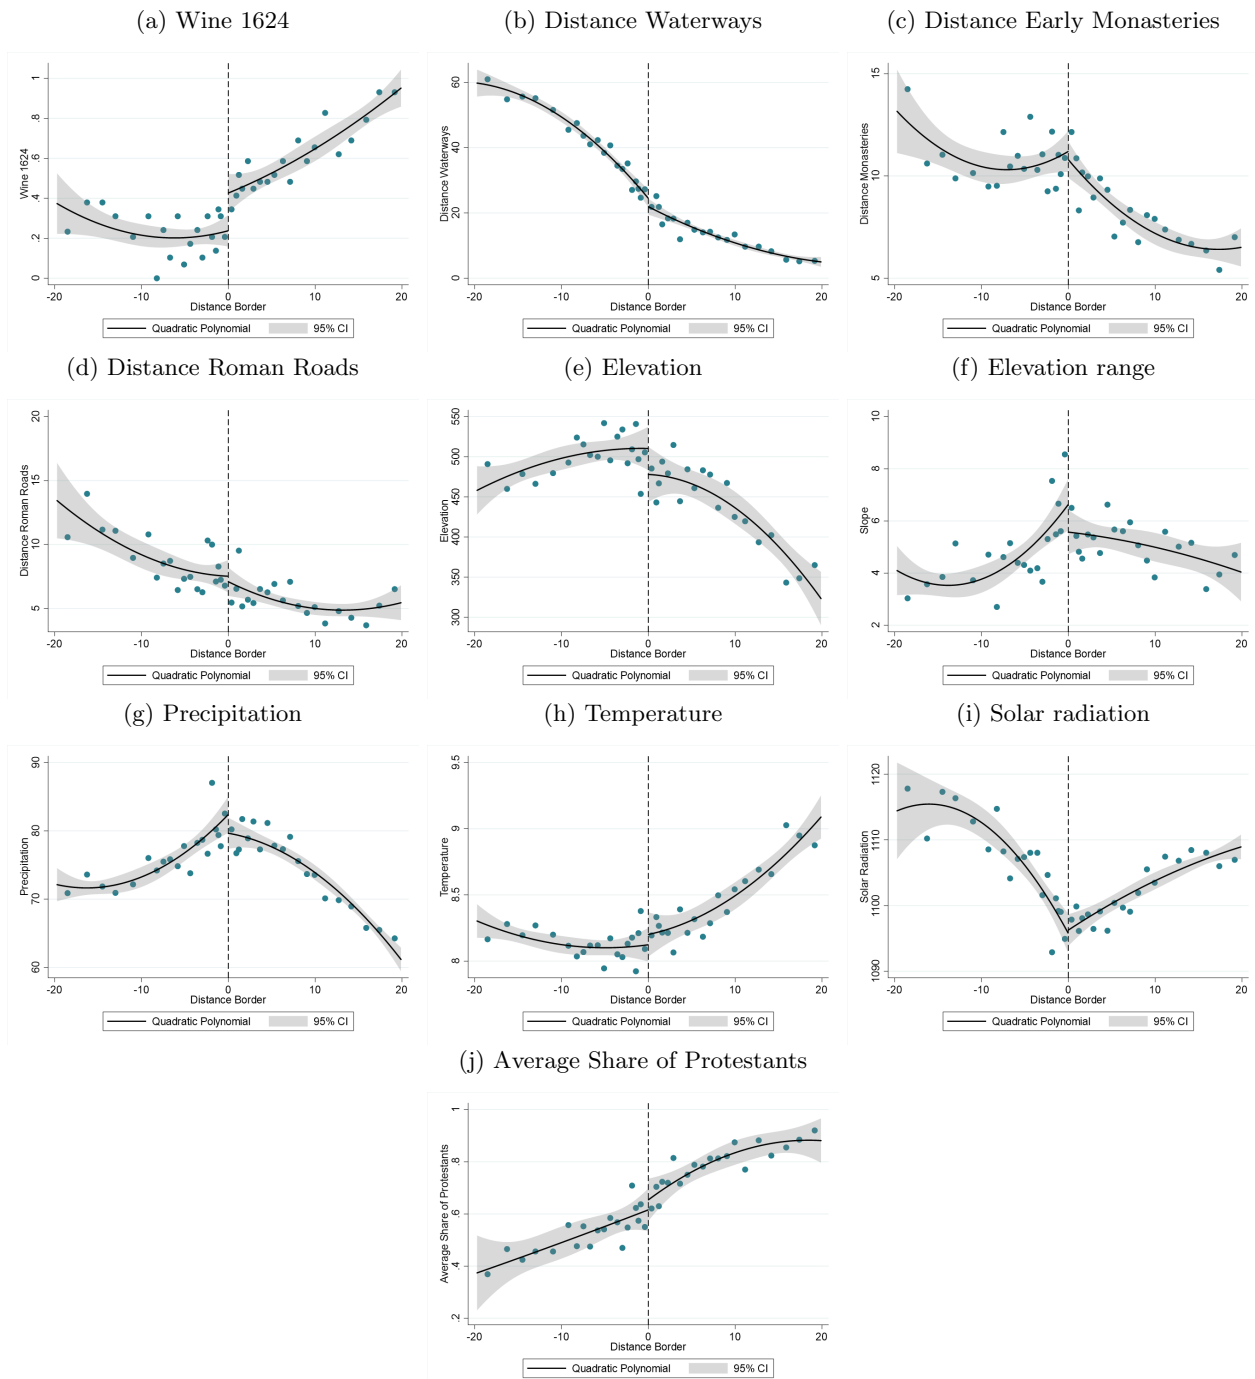 (a) Wine 1624
(b) Distance Waterways
(c) Distance Early Monasteries
Wine 1624
0 .2 .4 .6 .8 1
-20 -10 0 10 20
Distance Border
Quadratic Polynomial 95% CI
Distance Waterways
0 20 40 60
-20 -10 0 10 20
Distance Border
Quadratic Polynomial 95% CI
Distance Monasteries
5 10 15
-20 -10 0 10 20
Distance Border
Quadratic Polynomial 95% CI
(d) Distance Roman Roads
(e) Elevation
(f) Elevation range
Distance Roman Roads
5 10 15 20
-20 -10 0 10 20
Distance Border
Quadratic Polynomial 95% CI
Elevation
300 350 400 450 500 550
-20 -10 0 10 20
Distance Border
Quadratic Polynomial 95% CI
Slope
2 4 6 8 10
-20 -10 0 10 20
Distance Border
Quadratic Polynomial 95% CI
(g) Precipitation
(h) Temperature
(i) Solar radiation
Precipitation
60 70 80 90
-20 -10 0 10 20
Distance Border
Quadratic Polynomial 95% CI
Temperature
8 8.5 9 9.5
-20 -10 0 10 20
Distance Border
Quadratic Polynomial 95% CI
Solar Radiation
1090 1100 1110 1120
-20 -10 0 10 20
Distance Border
Quadratic Polynomial 95% CI
(j) Average Share of Protestants
Average Share of Protestants
.2 .4 .6 .8 1
-20 -10 0 10 20
Distance Border
Quadratic Polynomial 95% CI